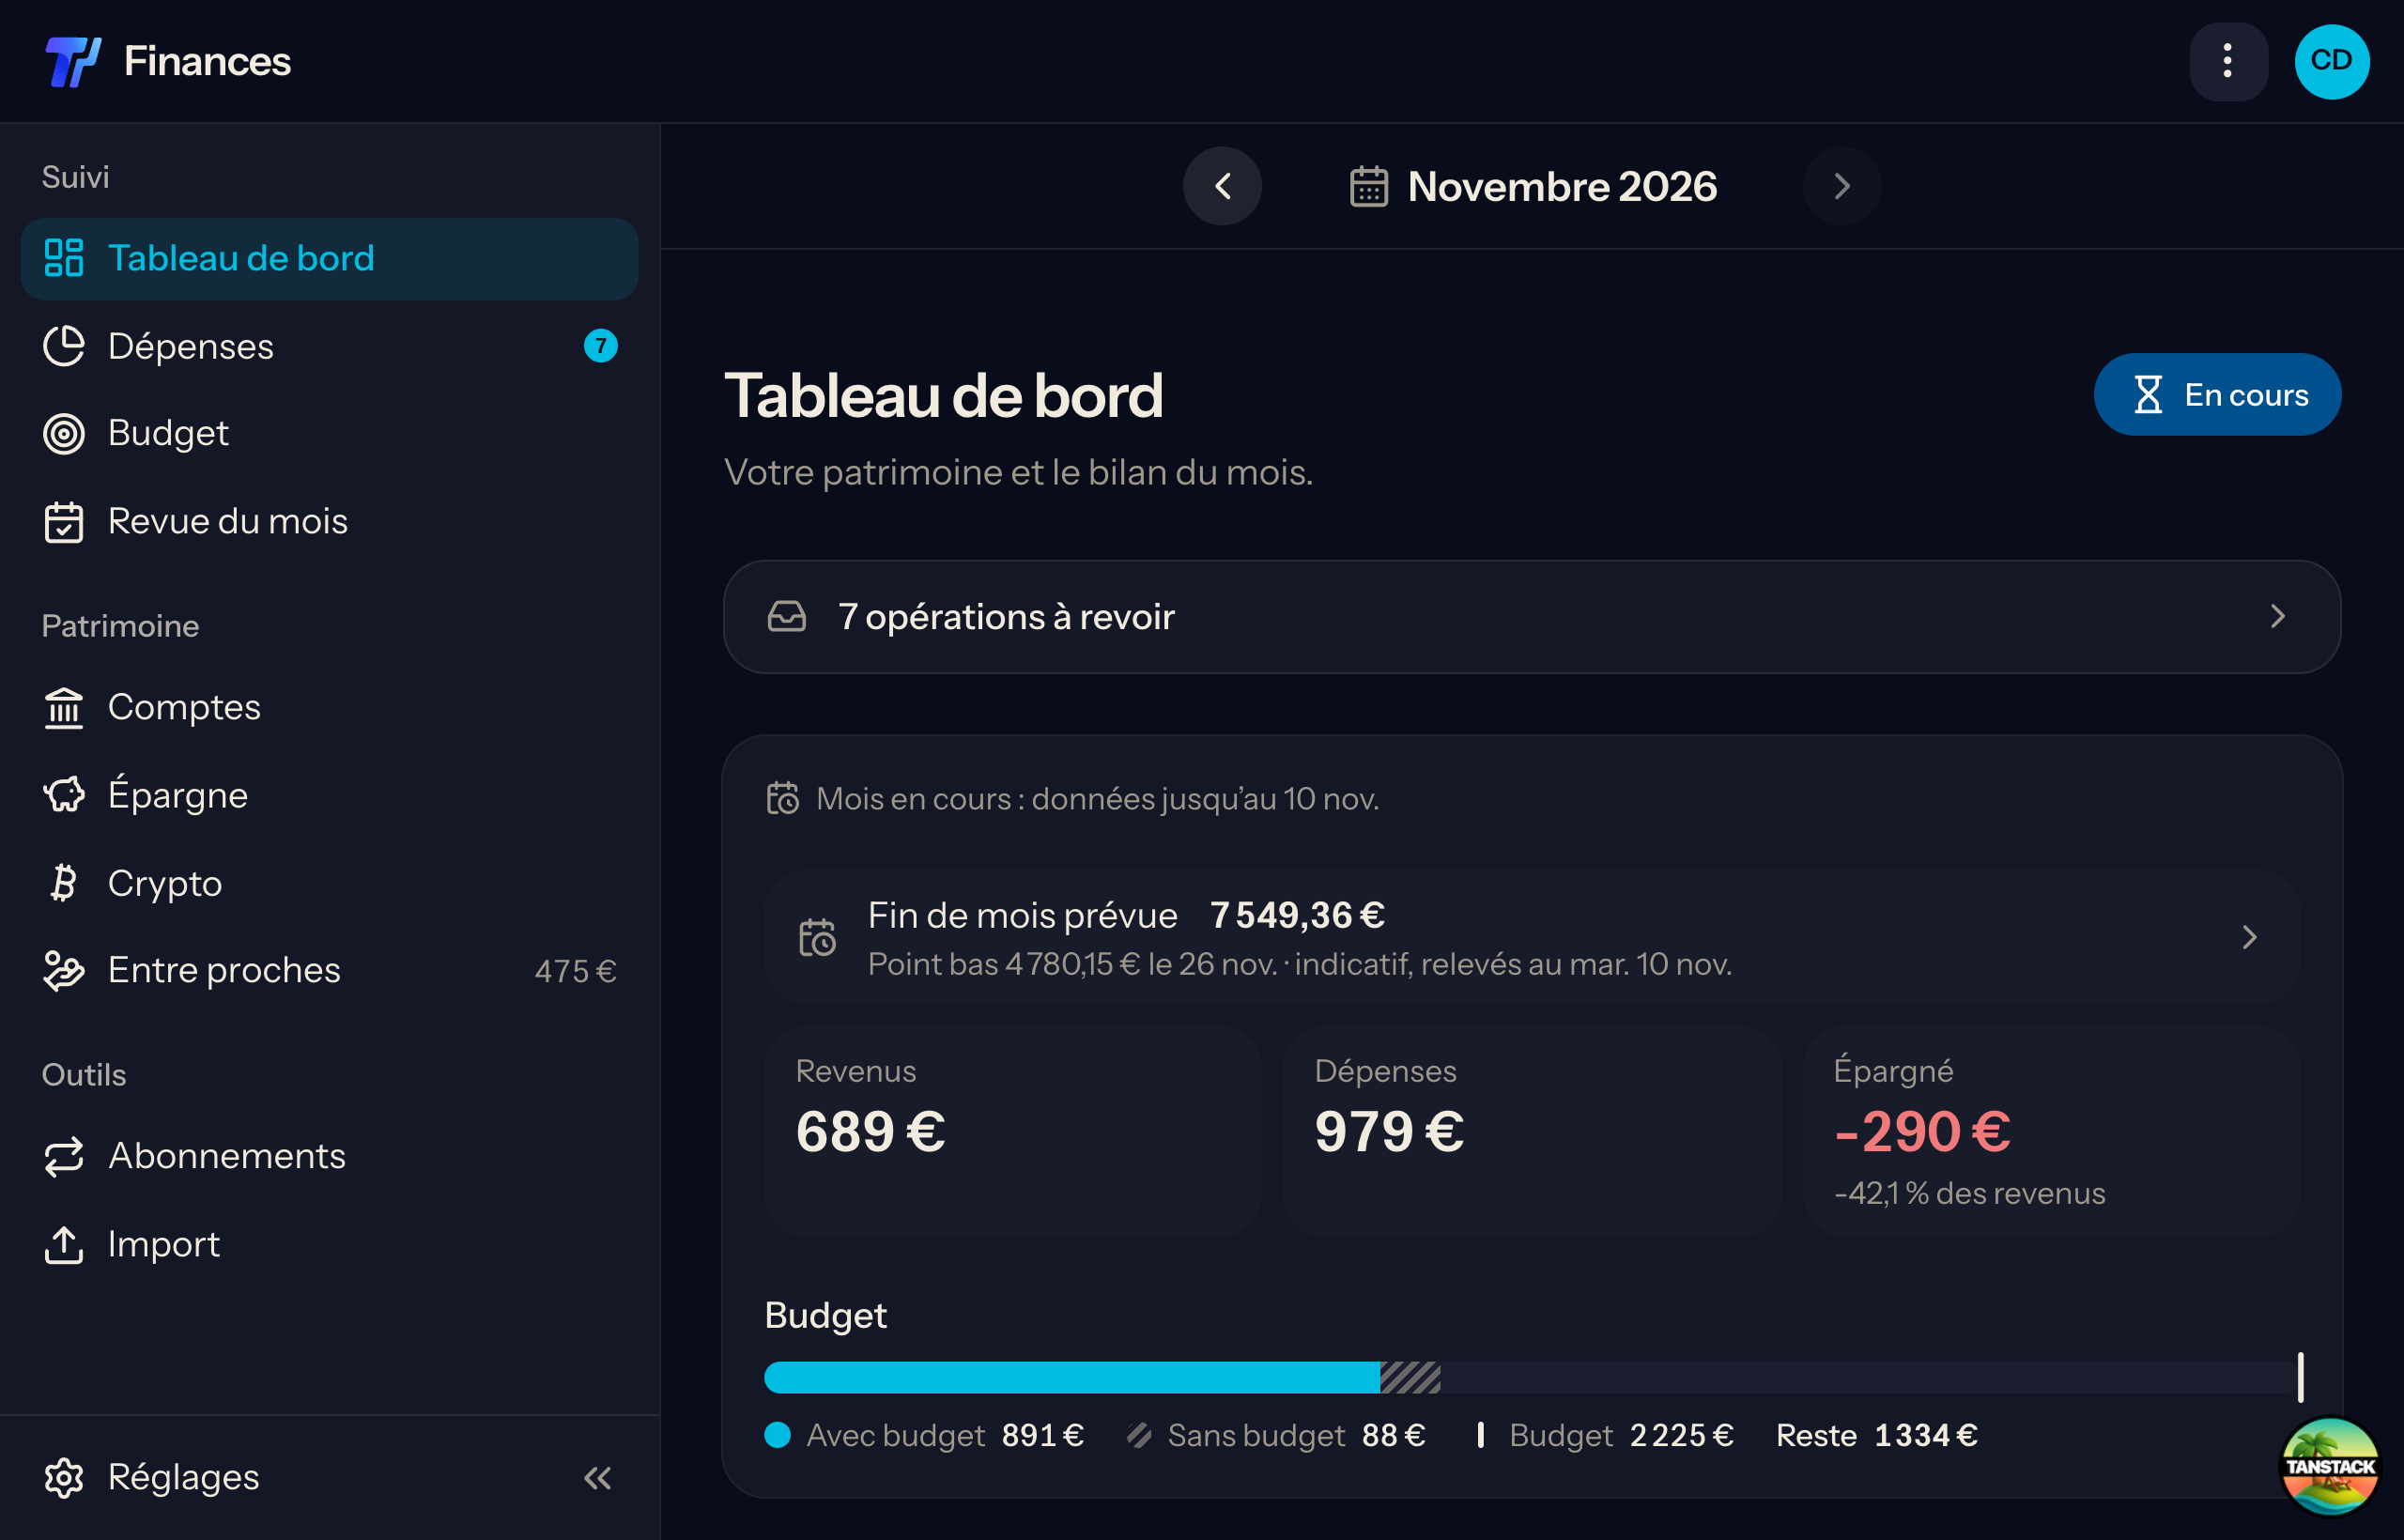 Finances
CD
Suivi
Tableau de bord
Dépenses 7
Budget
Revue du mois
Patrimoine
Comptes
Épargne
Crypto
Entre proches 475 €
Outils
Abonnements
Import
Réglages
Novembre 2026
Tableau de bord
En cours
Votre patrimoine et le bilan du mois.
7 opérations à revoir
Mois en cours : données jusqu’au 10 nov.
Fin de mois prévue 7 549,36 €
Point bas 4 780,15 € le 26 nov. · indicatif, relevés au mar. 10 nov.
Revenus
689 €
Dépenses
979 €
Épargné
-290 €
-42,1 % des revenus
Budget
Avec budget 891 € Sans budget 88 € Budget 2 225 € Reste 1 334 €
TANSTACK